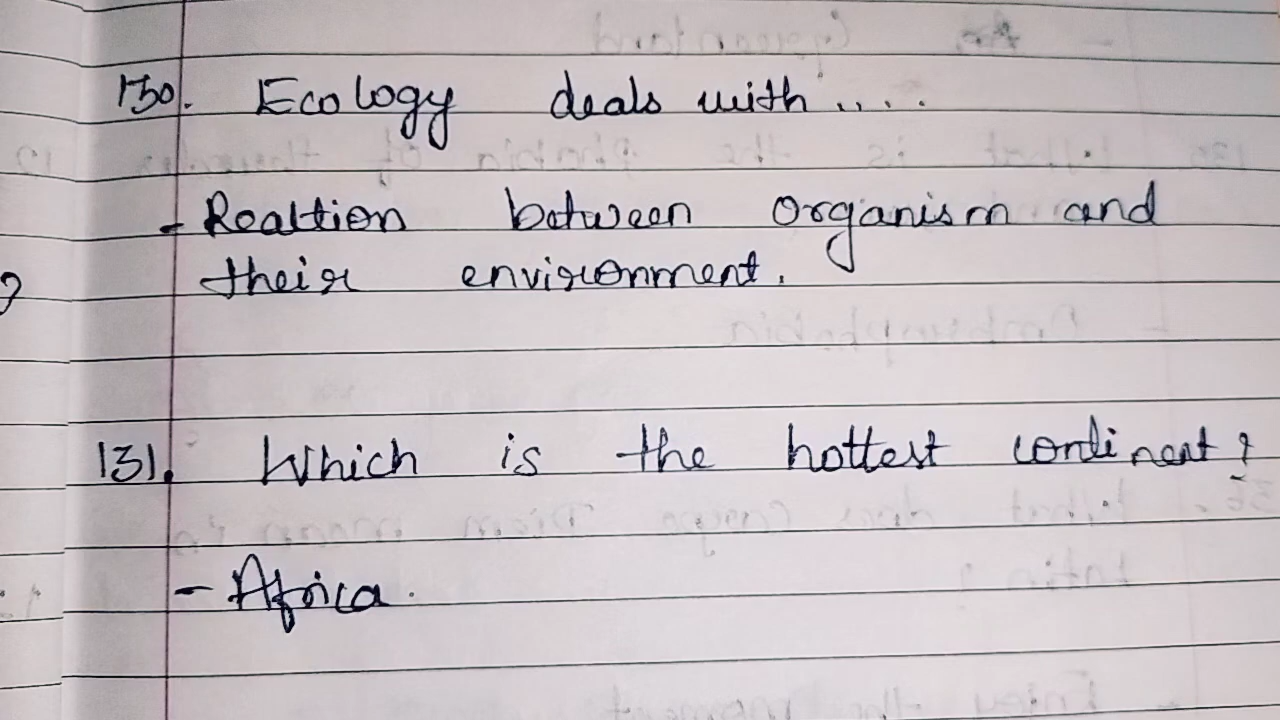 130. Ecology deals with....
- Realtion between organism and
their environment.
131. Which is the hottest continent?
- Africa.